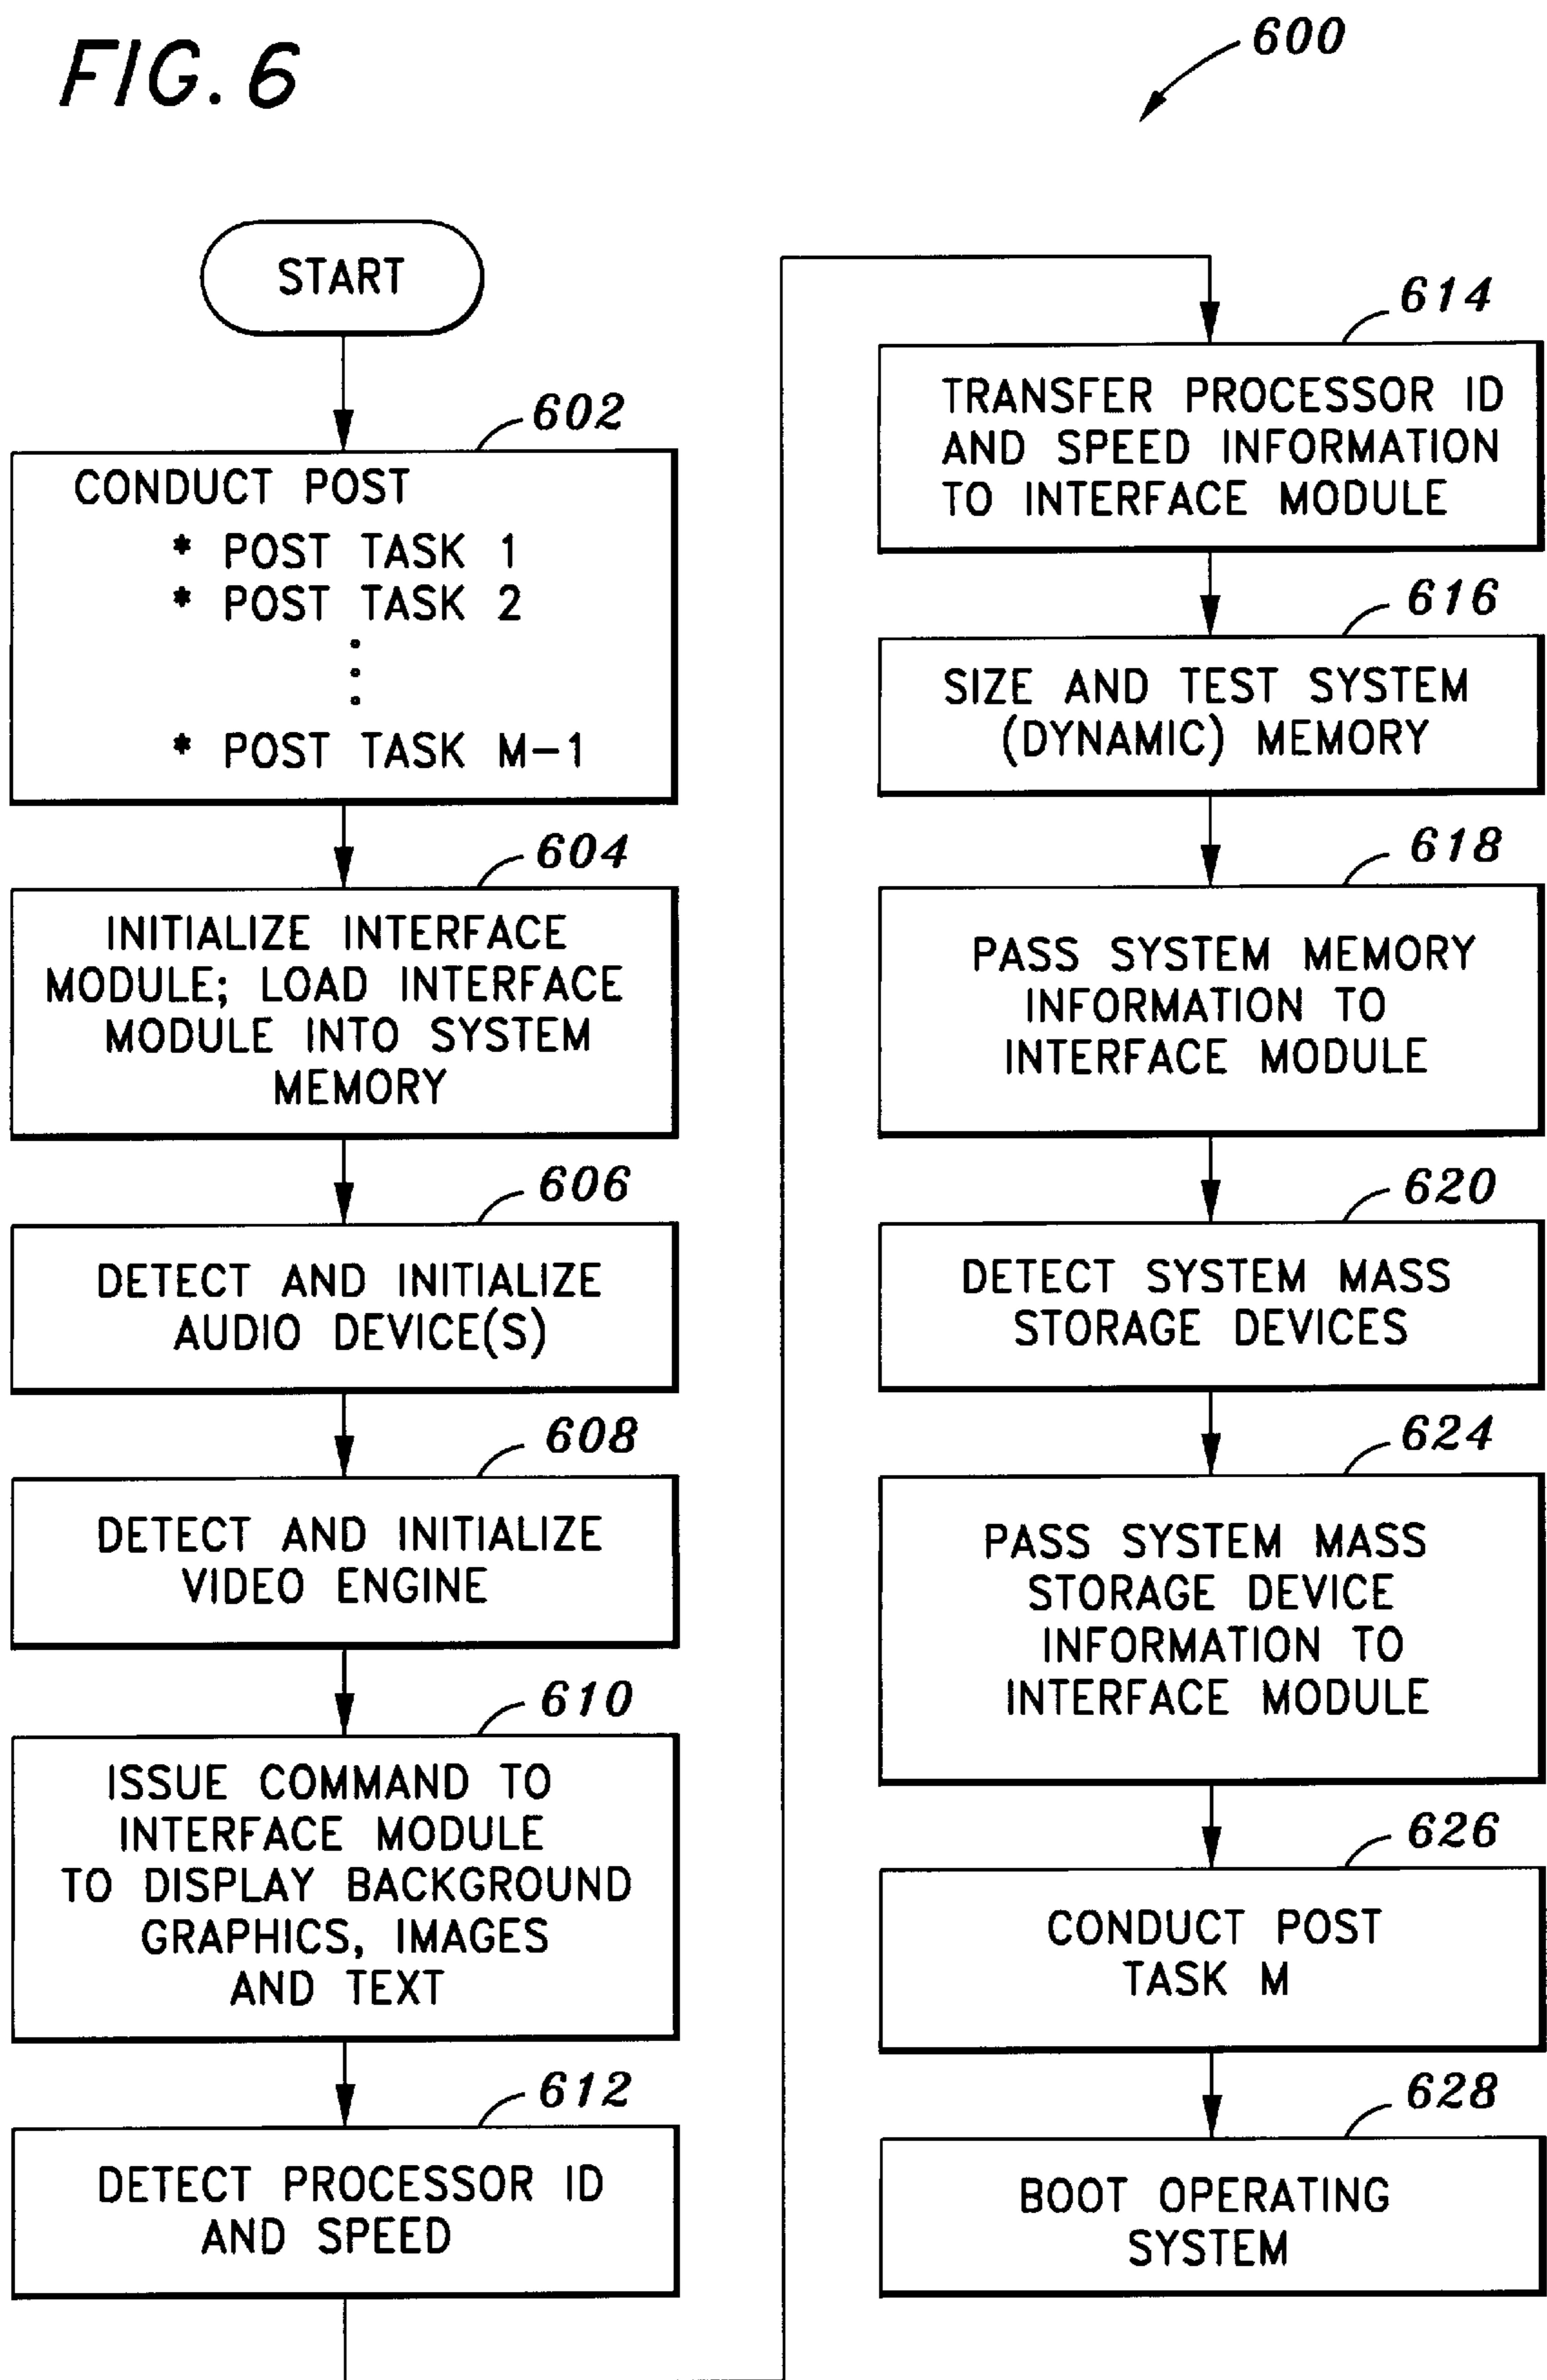 FIG. 6
600
START
602
CONDUCT POST
* POST TASK 1
* POST TASK 2
* POST TASK M-1
604
INITIALIZE INTERFACE
MODULE; LOAD INTERFACE
MODULE INTO SYSTEM
MEMORY
606
DETECT AND INITIALIZE
AUDIO DEVICE(S)
608
DETECT AND INITIALIZE
VIDEO ENGINE
610
ISSUE COMMAND TO
INTERFACE MODULE
TO DISPLAY BACKGROUND
GRAPHICS, IMAGES
AND TEXT
612
DETECT PROCESSOR ID
AND SPEED
614
TRANSFER PROCESSOR ID
AND SPEED INFORMATION
TO INTERFACE MODULE
616
SIZE AND TEST SYSTEM
(DYNAMIC) MEMORY
618
PASS SYSTEM MEMORY
INFORMATION TO
INTERFACE MODULE
620
DETECT SYSTEM MASS
STORAGE DEVICES
624
PASS SYSTEM MASS
STORAGE DEVICE
INFORMATION TO
INTERFACE MODULE
626
CONDUCT POST
TASK M
628
BOOT OPERATING
SYSTEM